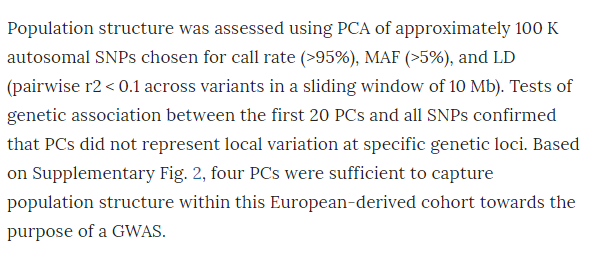 Population structure was assessed using PCA of approximately 100 K
autosomal SNPs chosen for call rate (>95%), MAF (>5%), and LD
(pairwise r2 < 0.1 across variants in a sliding window of 10 Mb). Tests of
genetic association between the first 20 PCs and all SNPs confirmed
that PCs did not represent local variation at specific genetic loci. Based
on Supplementary Fig. 2, four PCs were sufficient to capture
population structure within this European-derived cohort towards the
purpose of a GWAS.